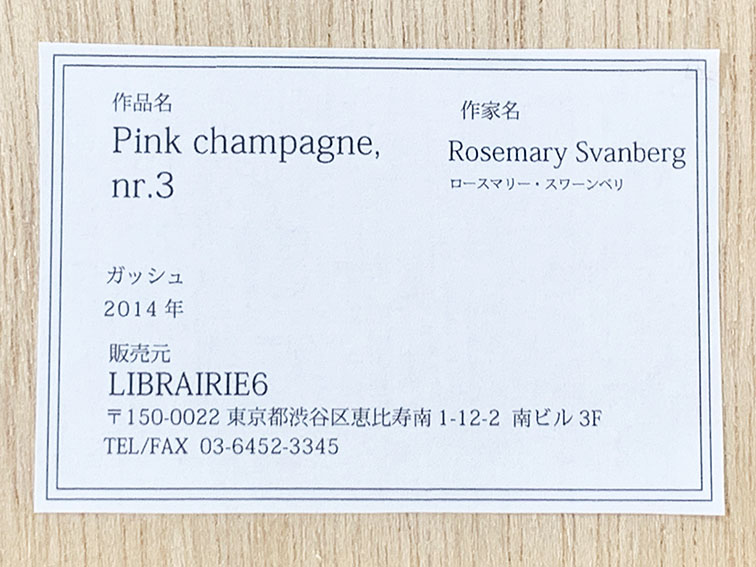 作品名
Pink champagne,
nr.3
作家名
Rosemary Svanberg
ロースマリー・スワーンベリ
ガッシュ
2014 年
販売元
LIBRAIRIE6
〒150-0022 東京都渋谷区恵比寿南 1-12-2 南ビル 3F
TEL/FAX 03-6452-3345